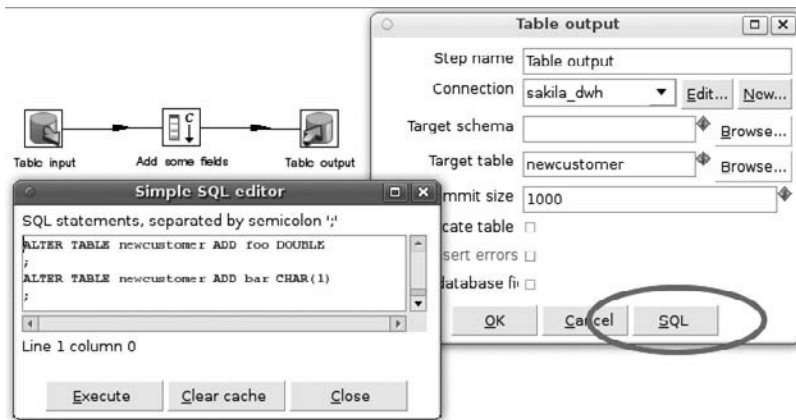 Table output
Step name Table output
Connection sakila_dwh Edit... New...
Target schema Browse...
Target table newcustomer Browse...
mmit size 1000
cate table
sert errors
database fi
OK Cancel SQL
C
Table input Add some fields Table output
Simple SQL editor
SQL statements, separated by semicolon ';'
ALTER TABLE newcustomer ADD foo DOUBLE
;
ALTER TABLE newcustomer ADD bar CHAR(1)
;
Line 1 column 0
Execute Clear cache Close